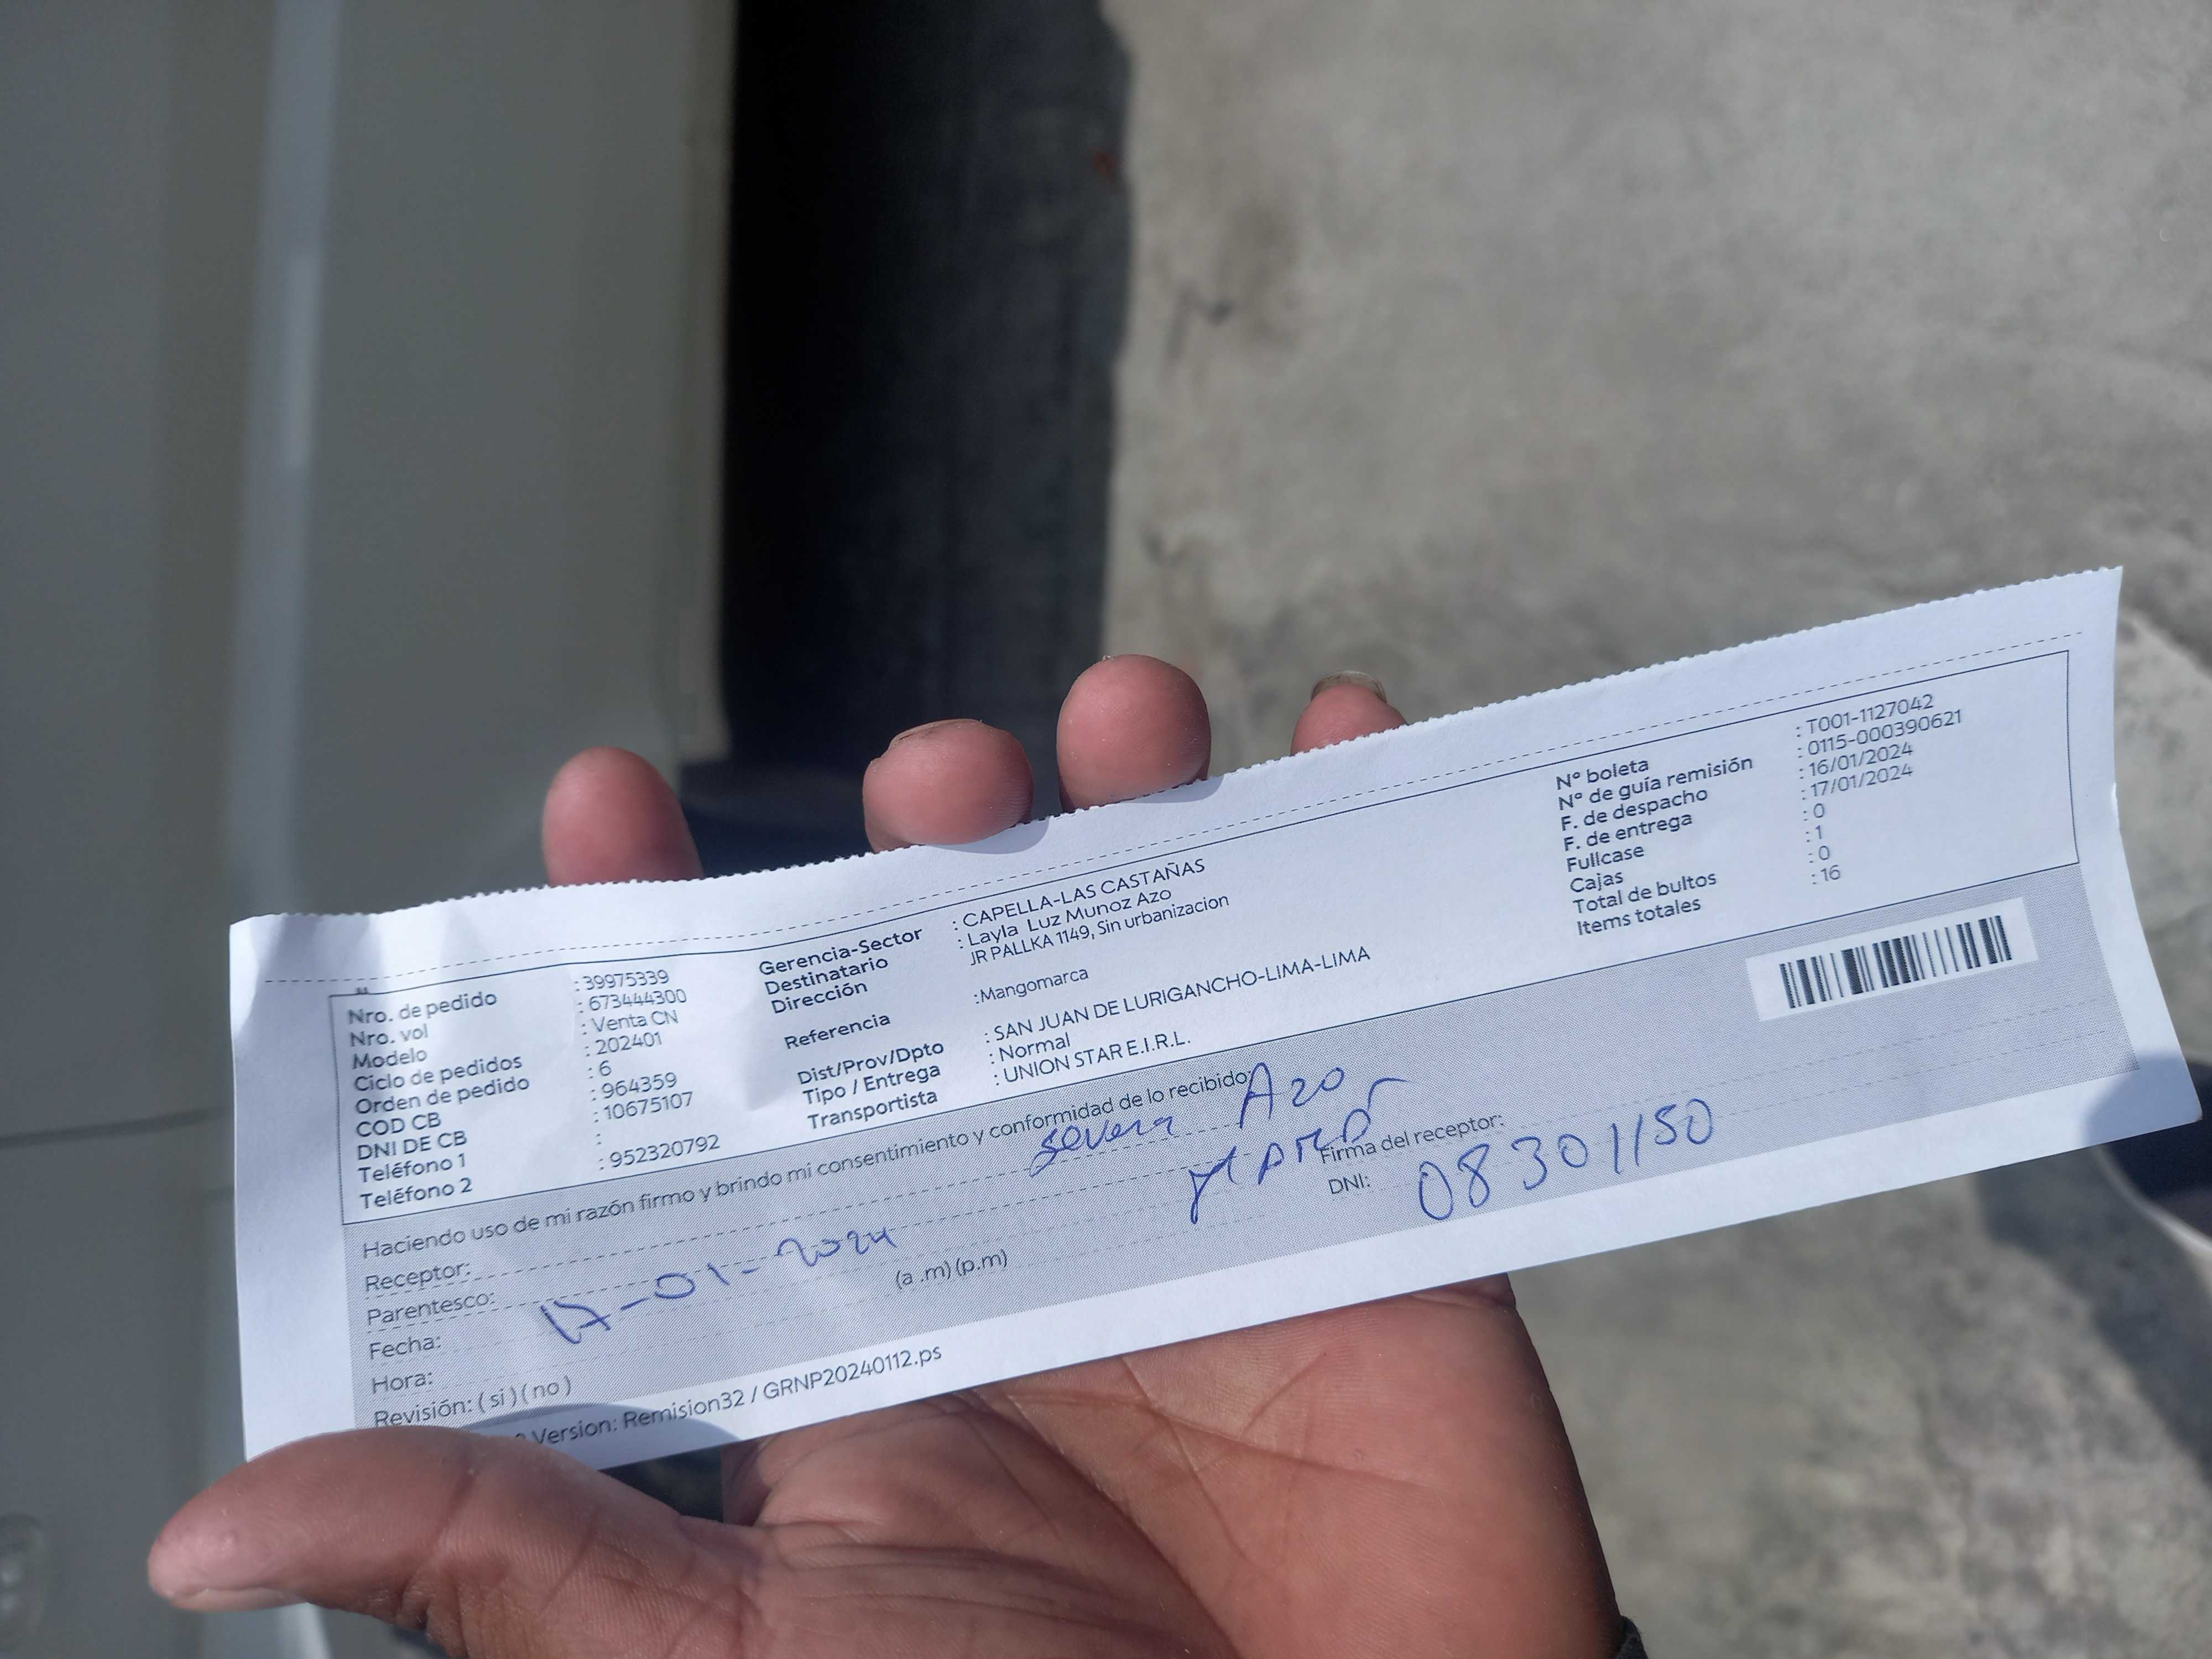 Nro. de pedido : 39975339
Nro. vol : 673444300
Modelo : Venta CN
Ciclo de pedidos : 202401
Orden de pedido : 6
COD CB : 964359
DNI DE CB : 10675107
Teléfono 1 :
Teléfono 2 : 952320792
Gerencia-Sector : CAPELLA-LAS CASTAÑAS
Destinatario : Layla Luz Munoz Azo
Dirección JR PALLKA 1149, Sin urbanizacion
Referencia :Mangomarca
Dist/Prov/Dpto : SAN JUAN DE LURIGANCHO-LIMA-LIMA
Tipo / Entrega : Normal
Transportista : UNION STAR E.I.R.L.
N° boleta : T001-1127042
N° de guía remisión : 0115-000390621
F. de despacho : 16/01/2024
F. de entrega : 17/01/2024
Fullcase : 0
Cajas : 1
Total de bultos : 0
Items totales : 16
Haciendo uso de mi razón firmo y brindo mi consentimiento y conformidad de lo recibido:
Receptor: Severa Azo
Parentesco:
Fecha: 17-01-2024
Hora: (a .m) (p.m)
Revisión: ( si ) ( no )
Firma del receptor:
DNI: 08301150
Version: Remision32 / GRNP20240112.ps